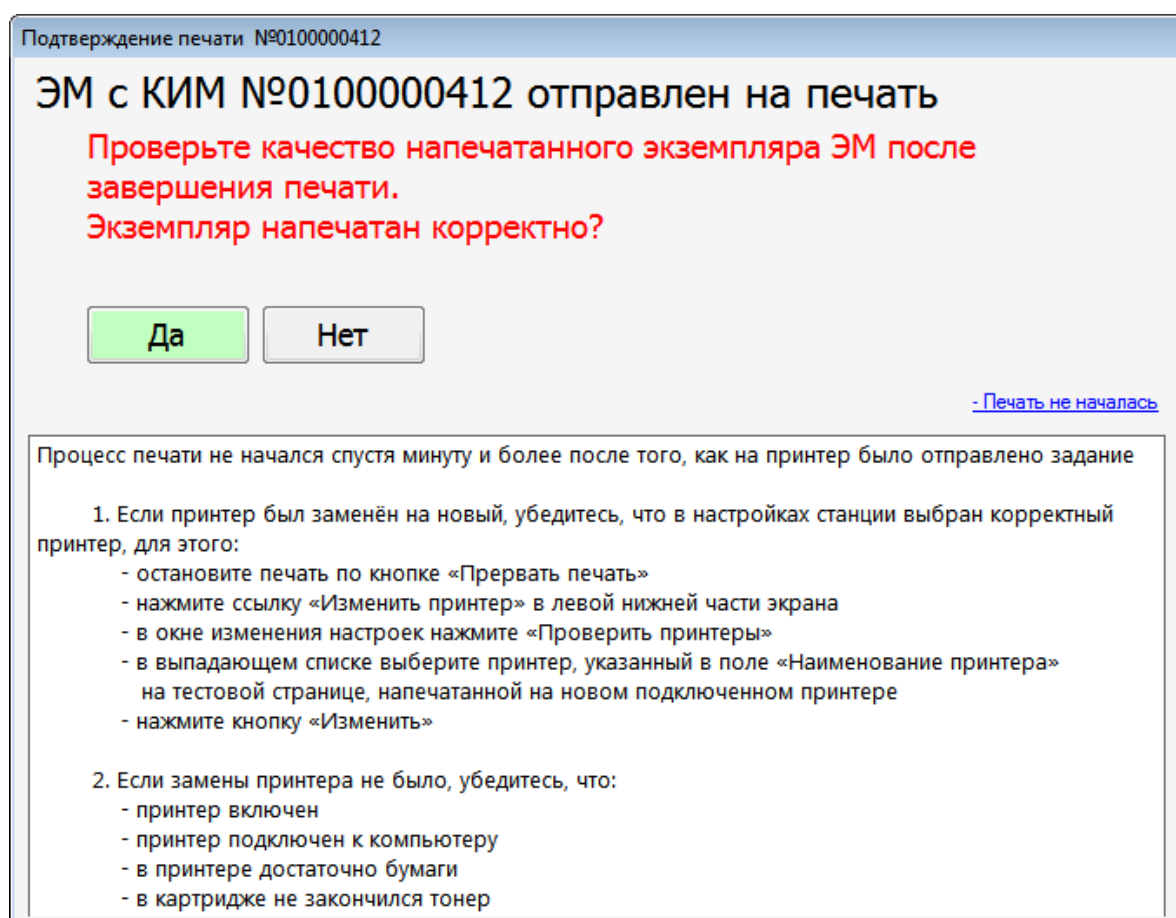 Подтверждение печати №0100000412
ЭМ с КИМ №0100000412 отправлен на печать
Проверьте качество напечатанного экземпляра ЭМ после
завершения печати.
Экземпляр напечатан корректно?
Да
Нет
- Печать не началась
Процесс печати не начался спустя минуту и более после того, как на принтер было отправлено задание
1. Если принтер был заменён на новый, убедитесь, что в настройках станции выбран корректный
принтер, для этого:
- остановите печать по кнопке «Прервать печать»
- нажмите ссылку «Изменить принтер» в левой нижней части экрана
- в окне изменения настроек нажмите «Проверить принтеры»
- в выпадающем списке выберите принтер, указанный в поле «Наименование принтера»
на тестовой странице, напечатанной на новом подключенном принтере
- нажмите кнопку «Изменить»
2. Если замены принтера не было, убедитесь, что:
- принтер включен
- принтер подключен к компьютеру
- в принтере достаточно бумаги
- в картридже не закончился тонер